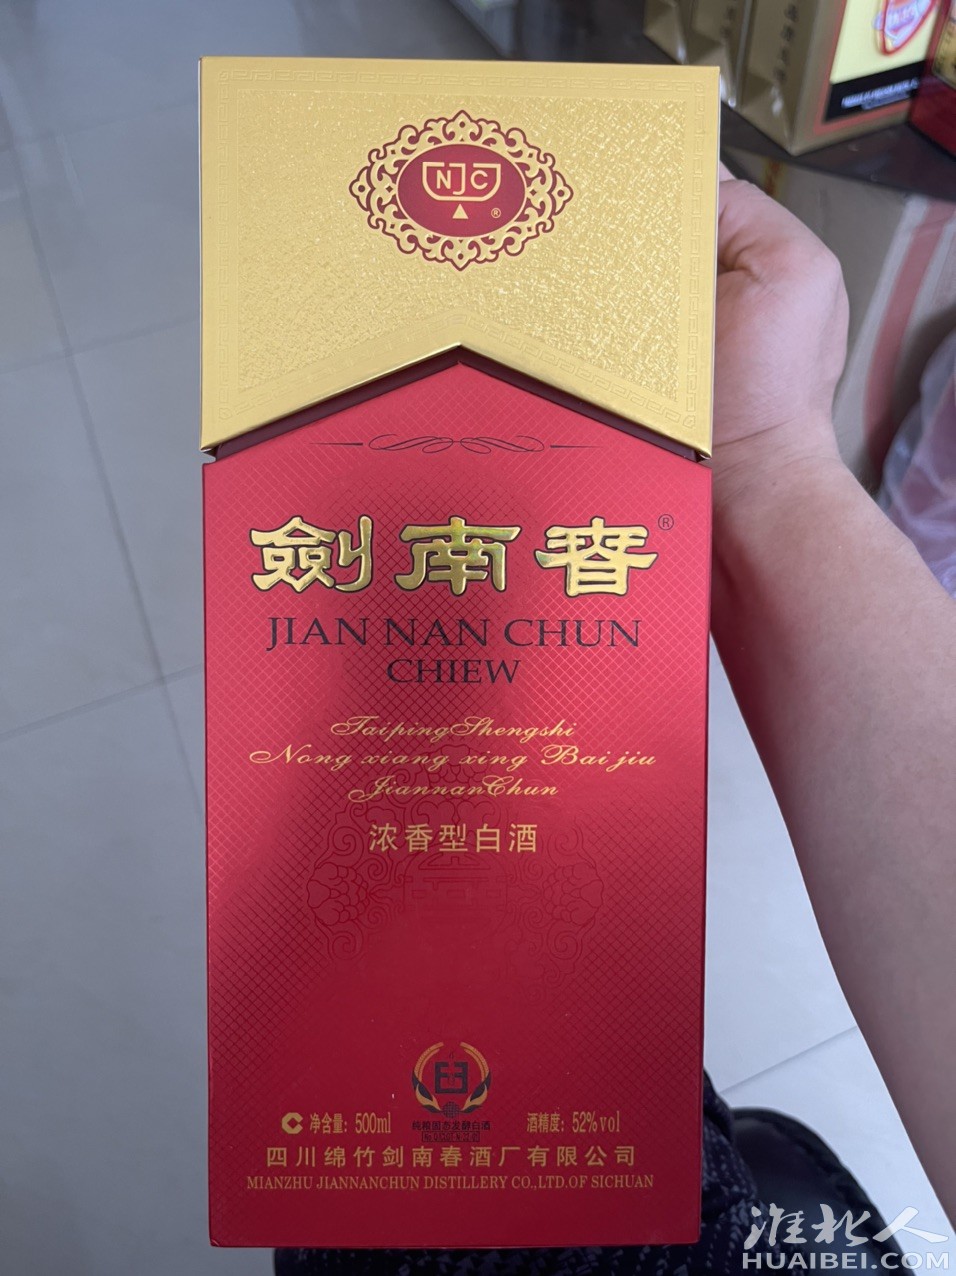 NJC
®
劍南春®
JIAN NAN CHUN
CHIEW
Taiping Shengshi
Nong xiang xing Bai jiu
JiannanChun
浓香型白酒
纯粮固态发酵白酒
C 净含量: 500ml 酒精度: 52%vol
四川绵竹剑南春酒厂有限公司
MIANZHU JIANNANCHUN DISTILLERY CO.,LTD.OF SICHUAN
淮北人
HUAIBEI.COM